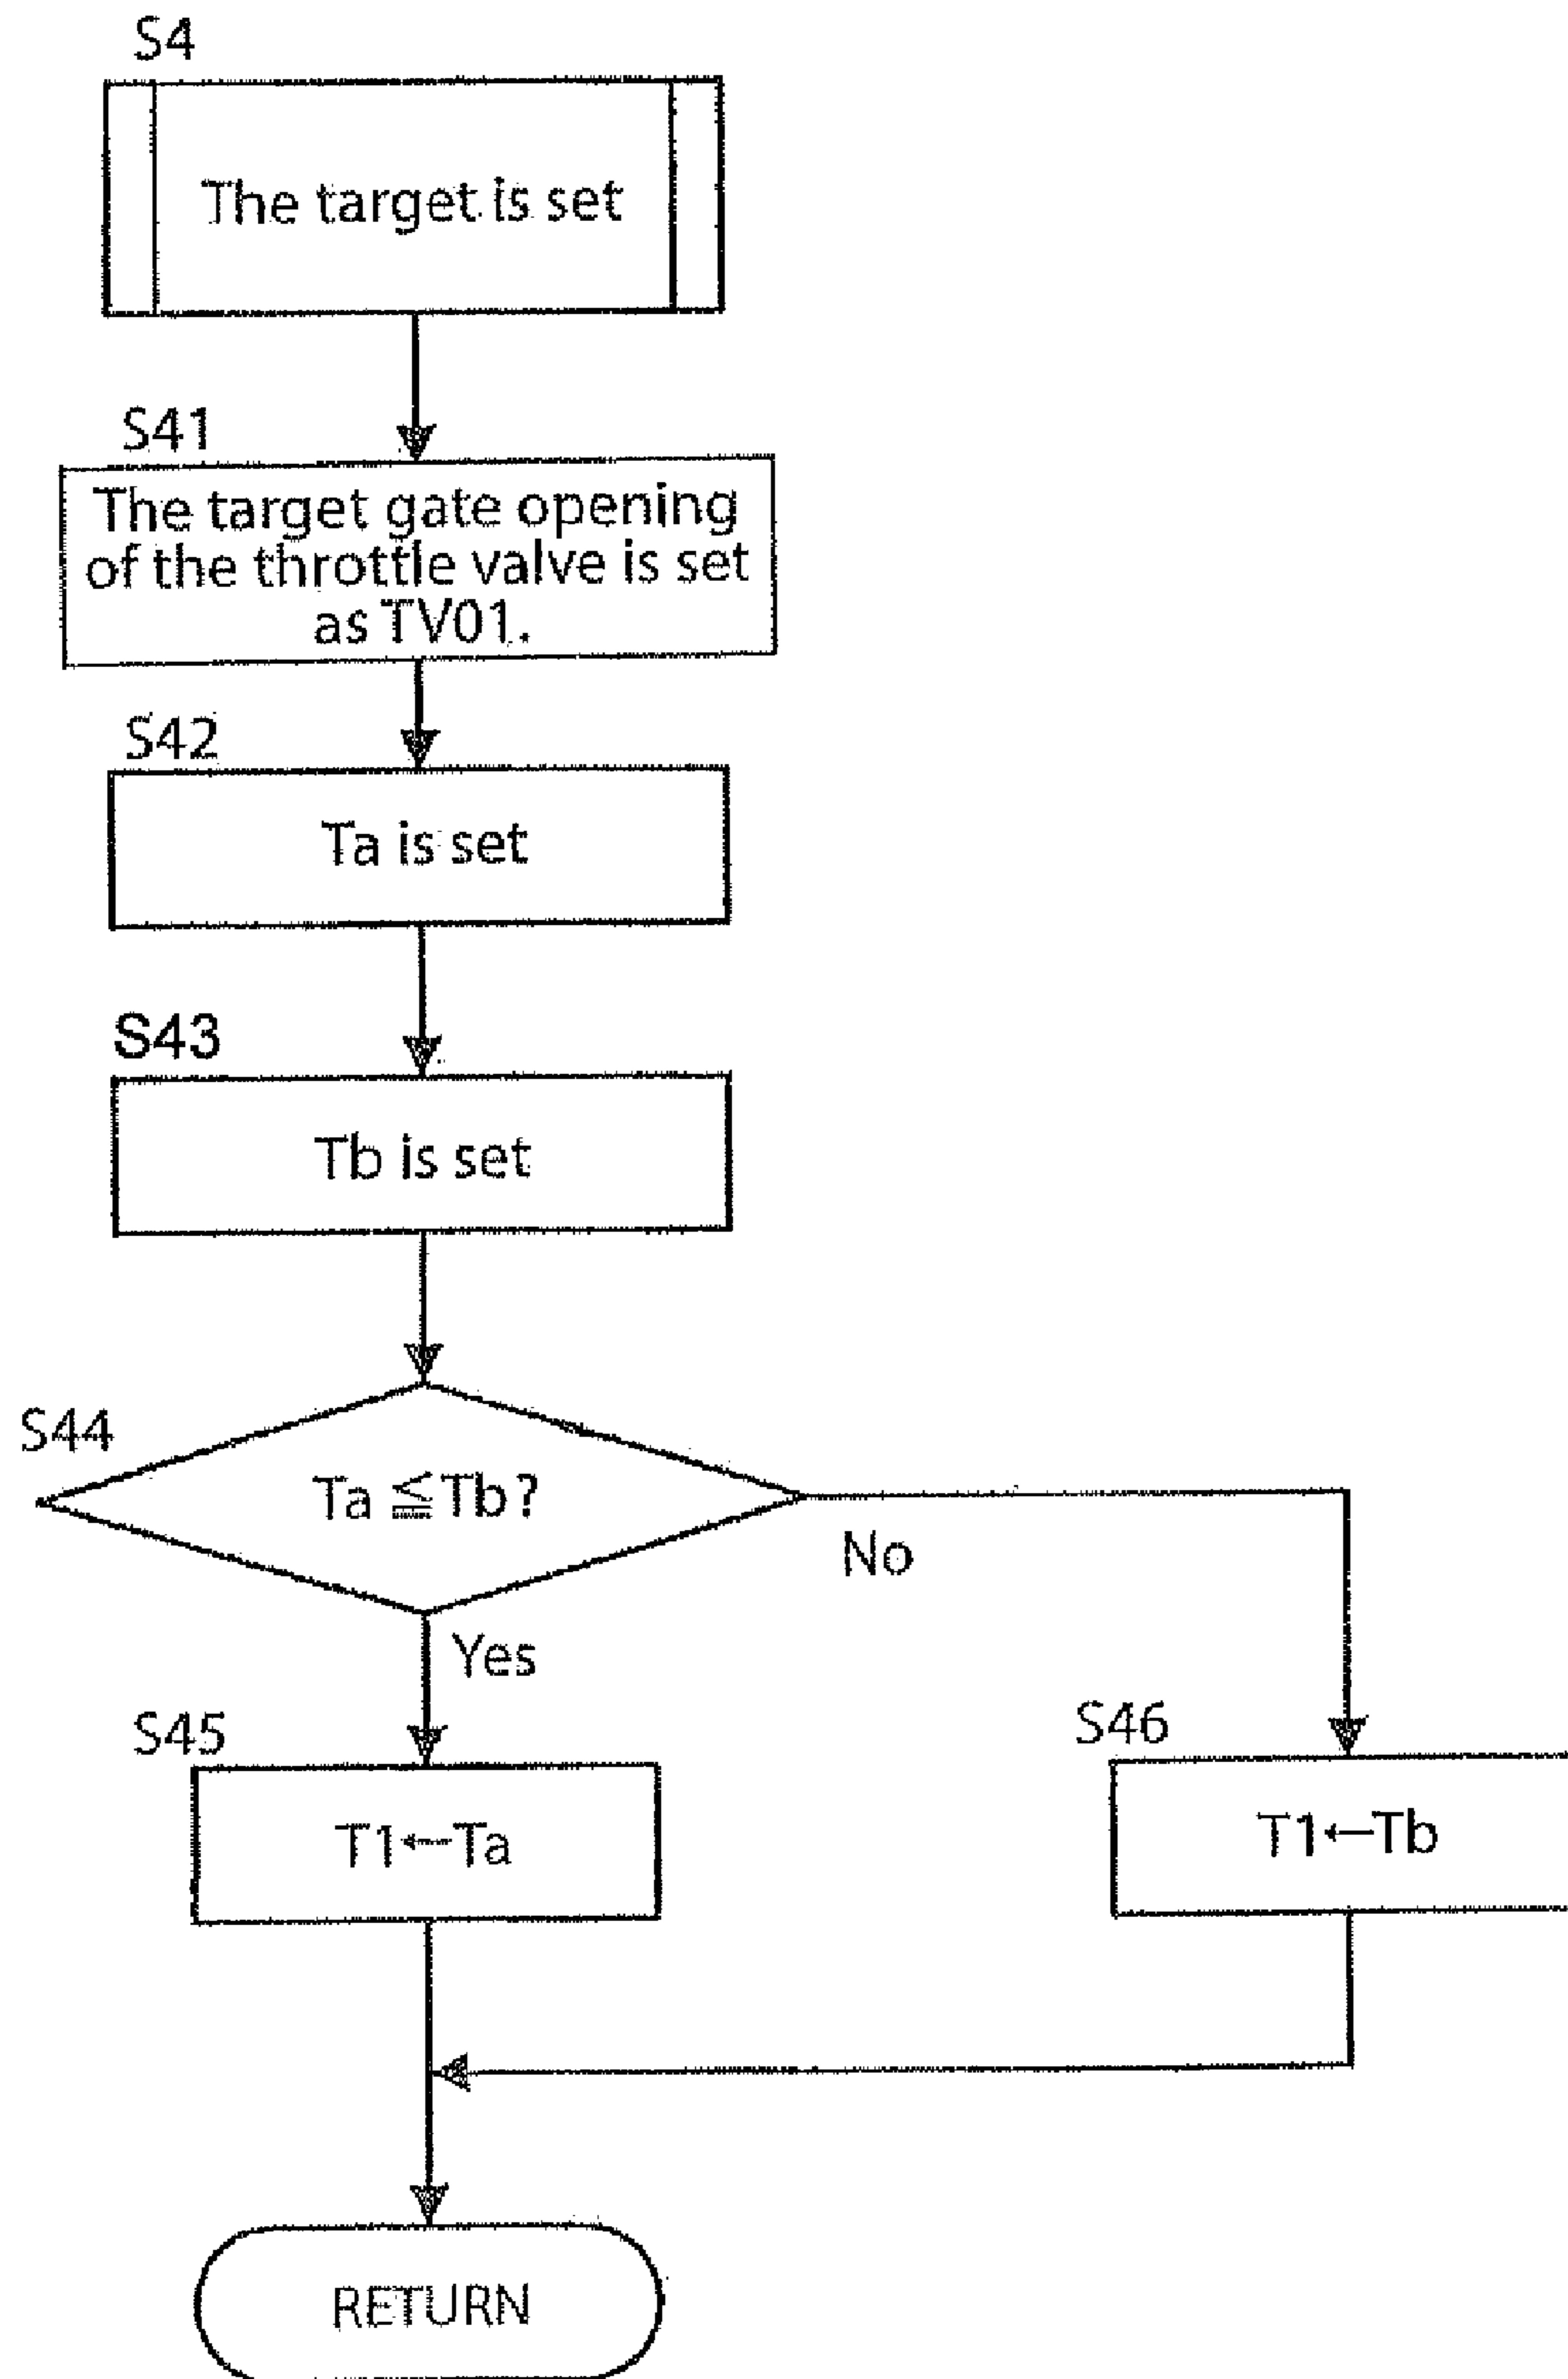 S4
The target is set
S41
The target gate opening
of the throttle valve is set
as TV01.
S42
Ta is set
S43
Tb is set
S44
Ta ≦ Tb?
No
Yes
S45
T1←Ta
S46
T1←Tb
RETURN